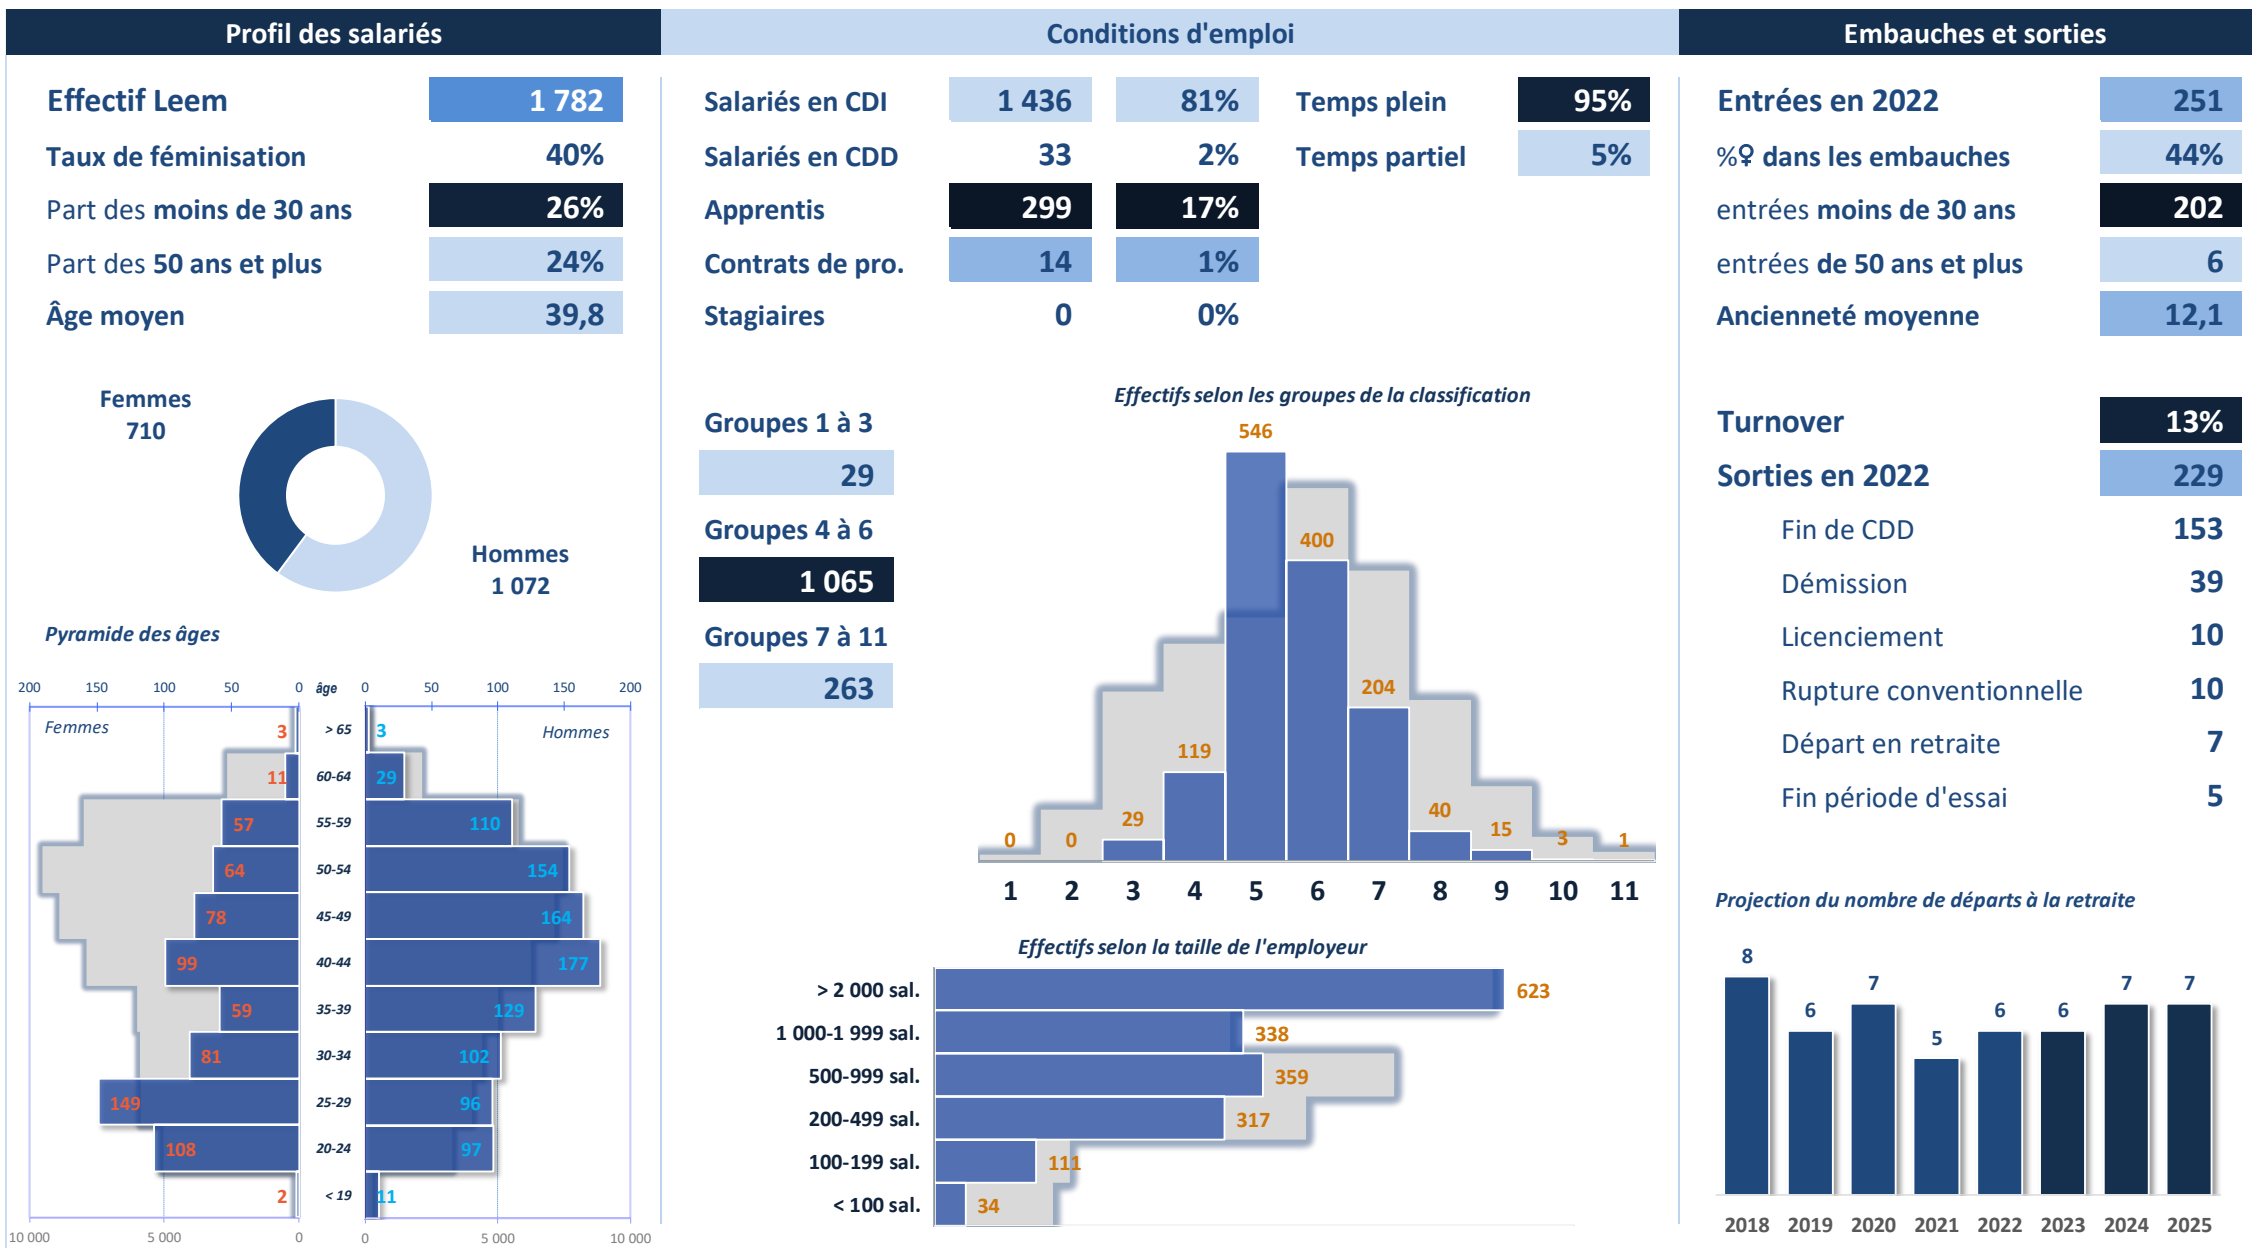 Profil des salariés
Effectif Leem 1 782
Taux de féminisation 40%
Part des moins de 30 ans 26%
Part des 50 ans et plus 24%
Âge moyen 39,8
Femmes
710
Hommes
1 072
Pyramide des âges
200 150 100 50 0 âge 0 50 100 150 200
Femmes 3 > 65 3 Hommes
11 60-64 29
57 55-59 110
64 50-54 154
78 45-49 164
99 40-44 177
59 35-39 129
81 30-34 102
149 25-29 96
108 20-24 97
2 < 19 11
10 000 5 000 0 0 5 000 10 000
Conditions d'emploi
Salariés en CDI 1 436 81% Temps plein 95%
Salariés en CDD 33 2% Temps partiel 5%
Apprentis 299 17%
Contrats de pro. 14 1%
Stagiaires 0 0%
Groupes 1 à 3
29
Groupes 4 à 6
1 065
Groupes 7 à 11
263
Effectifs selon les groupes de la classification
0 0 29 119 546 400 204 40 15 3 1
1 2 3 4 5 6 7 8 9 10 11
Effectifs selon la taille de l'employeur
> 2 000 sal. 623
1 000-1 999 sal. 338
500-999 sal. 359
200-499 sal. 317
100-199 sal. 111
< 100 sal. 34
Embauches et sorties
Entrées en 2022 251
%♀ dans les embauches 44%
entrées moins de 30 ans 202
entrées de 50 ans et plus 6
Ancienneté moyenne 12,1
Turnover 13%
Sorties en 2022 229
Fin de CDD 153
Démission 39
Licenciement 10
Rupture conventionnelle 10
Départ en retraite 7
Fin période d'essai 5
Projection du nombre de départs à la retraite
8 6 7 5 6 6 7 7
2018 2019 2020 2021 2022 2023 2024 2025